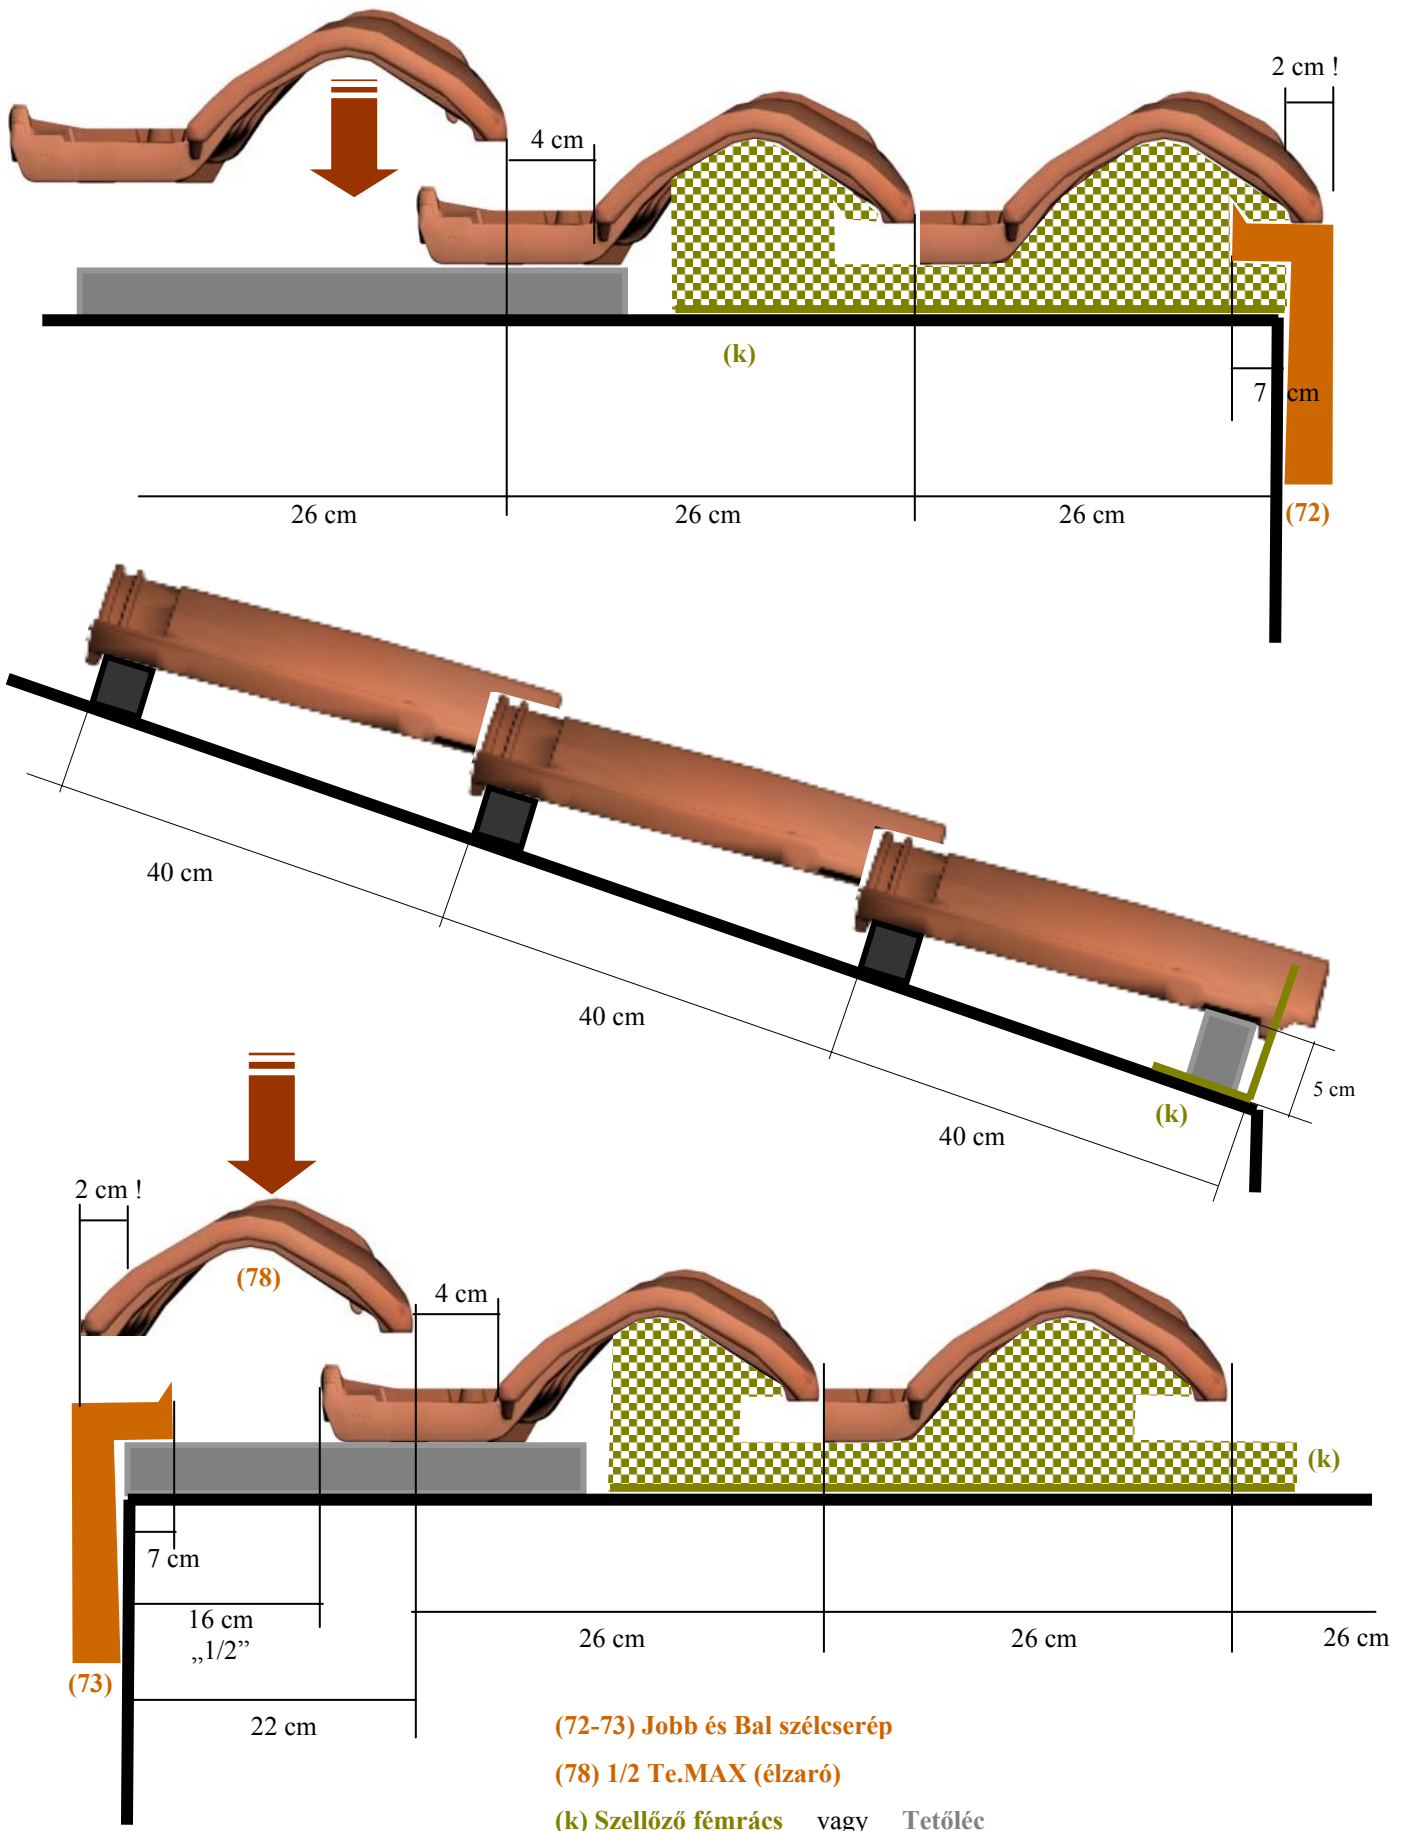 2 cm !
4 cm
(k)
7 cm
26 cm
26 cm
26 cm
(72)
40 cm
40 cm
5 cm
(k)
40 cm
2 cm !
(78)
4 cm
(k)
7 cm
16 cm
„1/2”
26 cm
26 cm
26 cm
(73)
22 cm
(72-73) Jobb és Bal szélcserép
(78) 1/2 Te.MAX (élzaró)
(k) Szellőző fémrács vagy Tetőléc